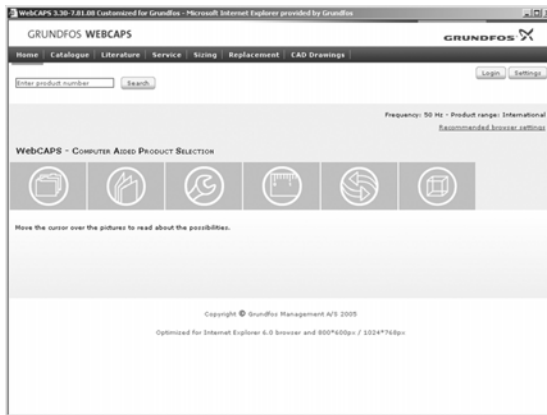 WebCAPS 3.30-7.01.08 Customized for Grundfos - Microsoft Internet Explorer provided by Grundfos
GRUNDFOS WEBCAPS
GRUNDFOS
Home Catalogue Literature Service Sizing Replacement CAD Drawings
Login Settings
Enter product number Search
Frequency: 50 Hz - Product range: International
Recommended browser settings
WebCAPS - Computer Aided Product Selection
Move the cursor over the pictures to read about the possibilities.
Copyright © Grundfos Management A/S 2005
Optimized for Internet Explorer 6.0 browser and 800*600px / 1024*768px